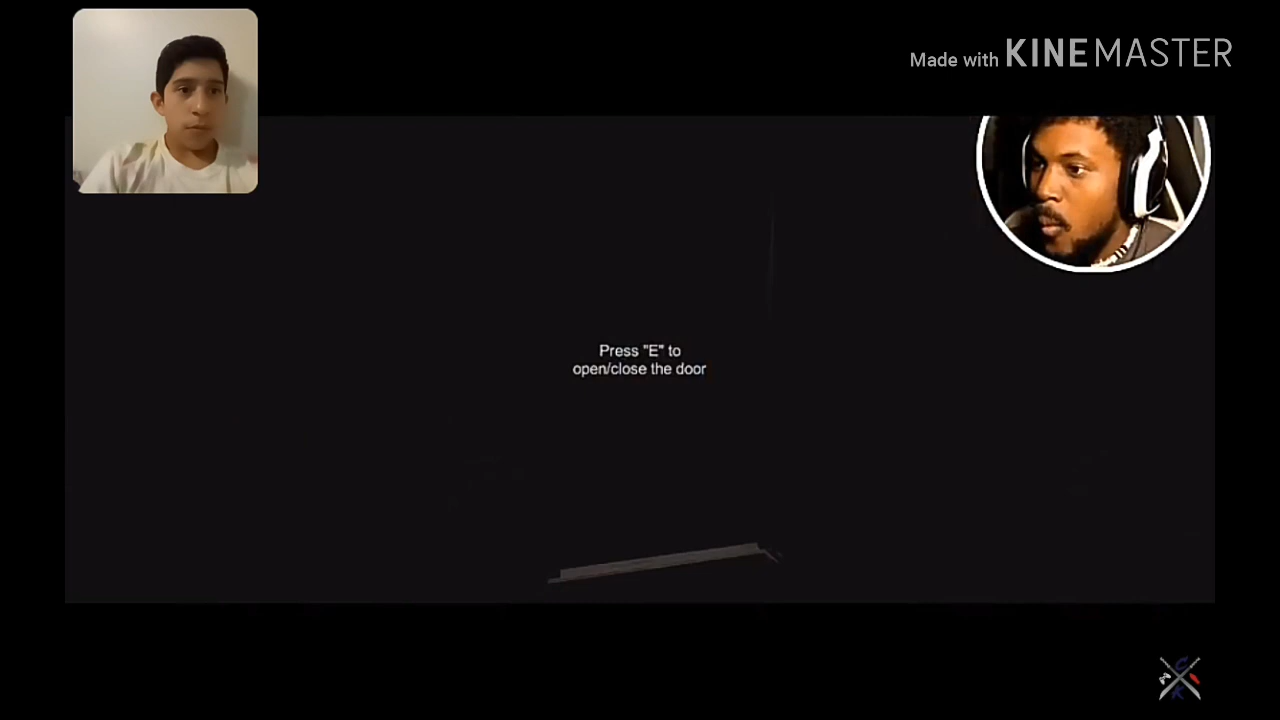 Made with KINEMASTER
Press "E" to
open/close the door
C
K